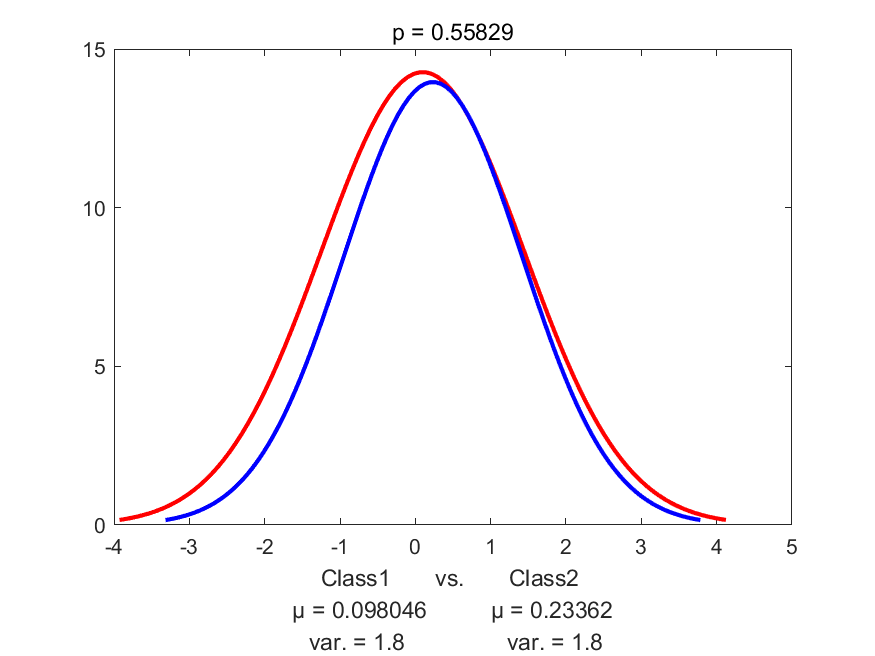 p = 0.55829
15
10
5
0
-4 -3 -2 -1 0 1 2 3 4 5
Class1 vs. Class2
μ = 0.098046 μ = 0.23362
var. = 1.8 var. = 1.8